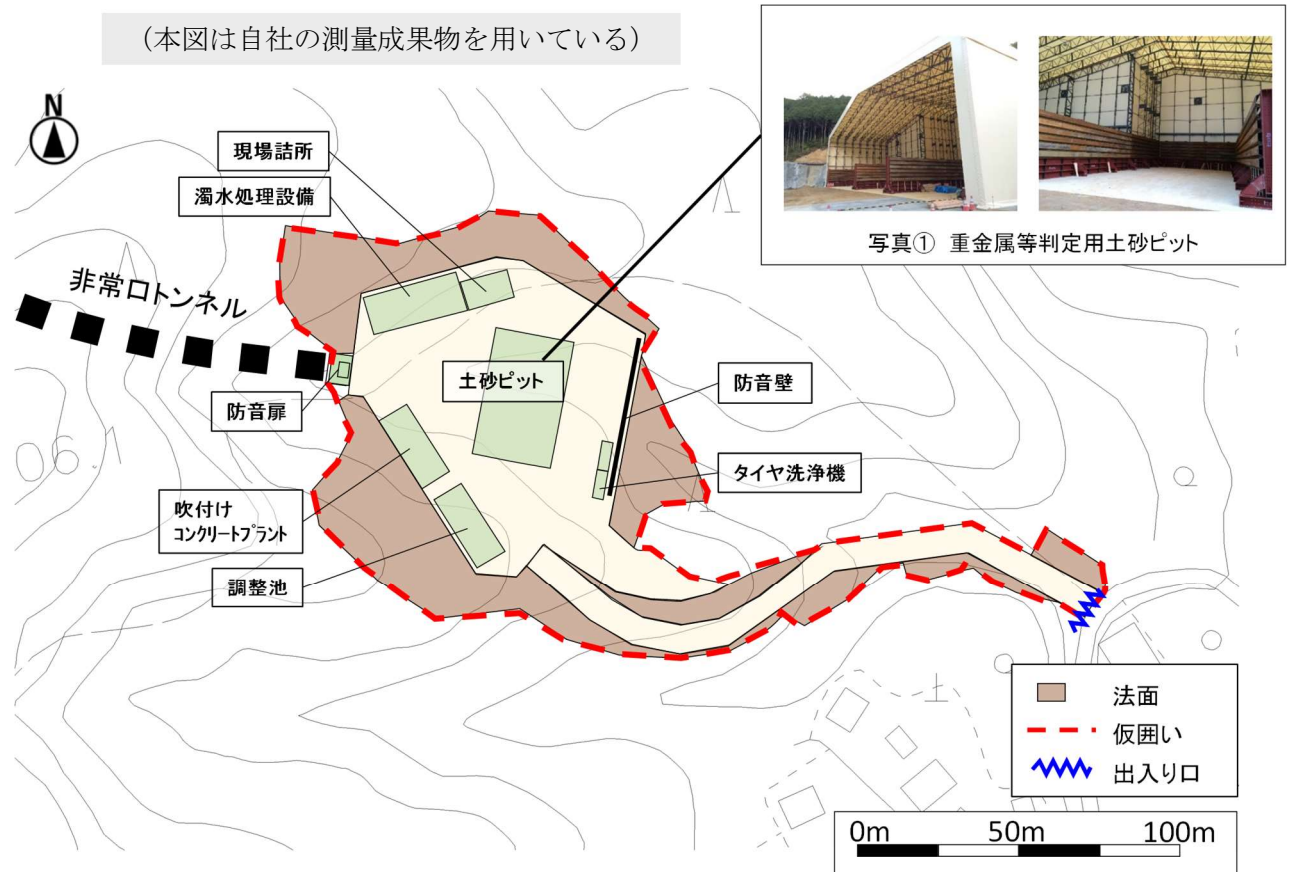 （本図は自社の測量成果物を用いている）
写真① 重金属等判定用土砂ピット
N
現場詰所
濁水処理設備
非常口トンネル
土砂ピット
防音壁
防音扉
タイヤ洗浄機
吹付け
コンクリートプラント
調整池
法面
仮囲い
出入り口
0m 50m 100m